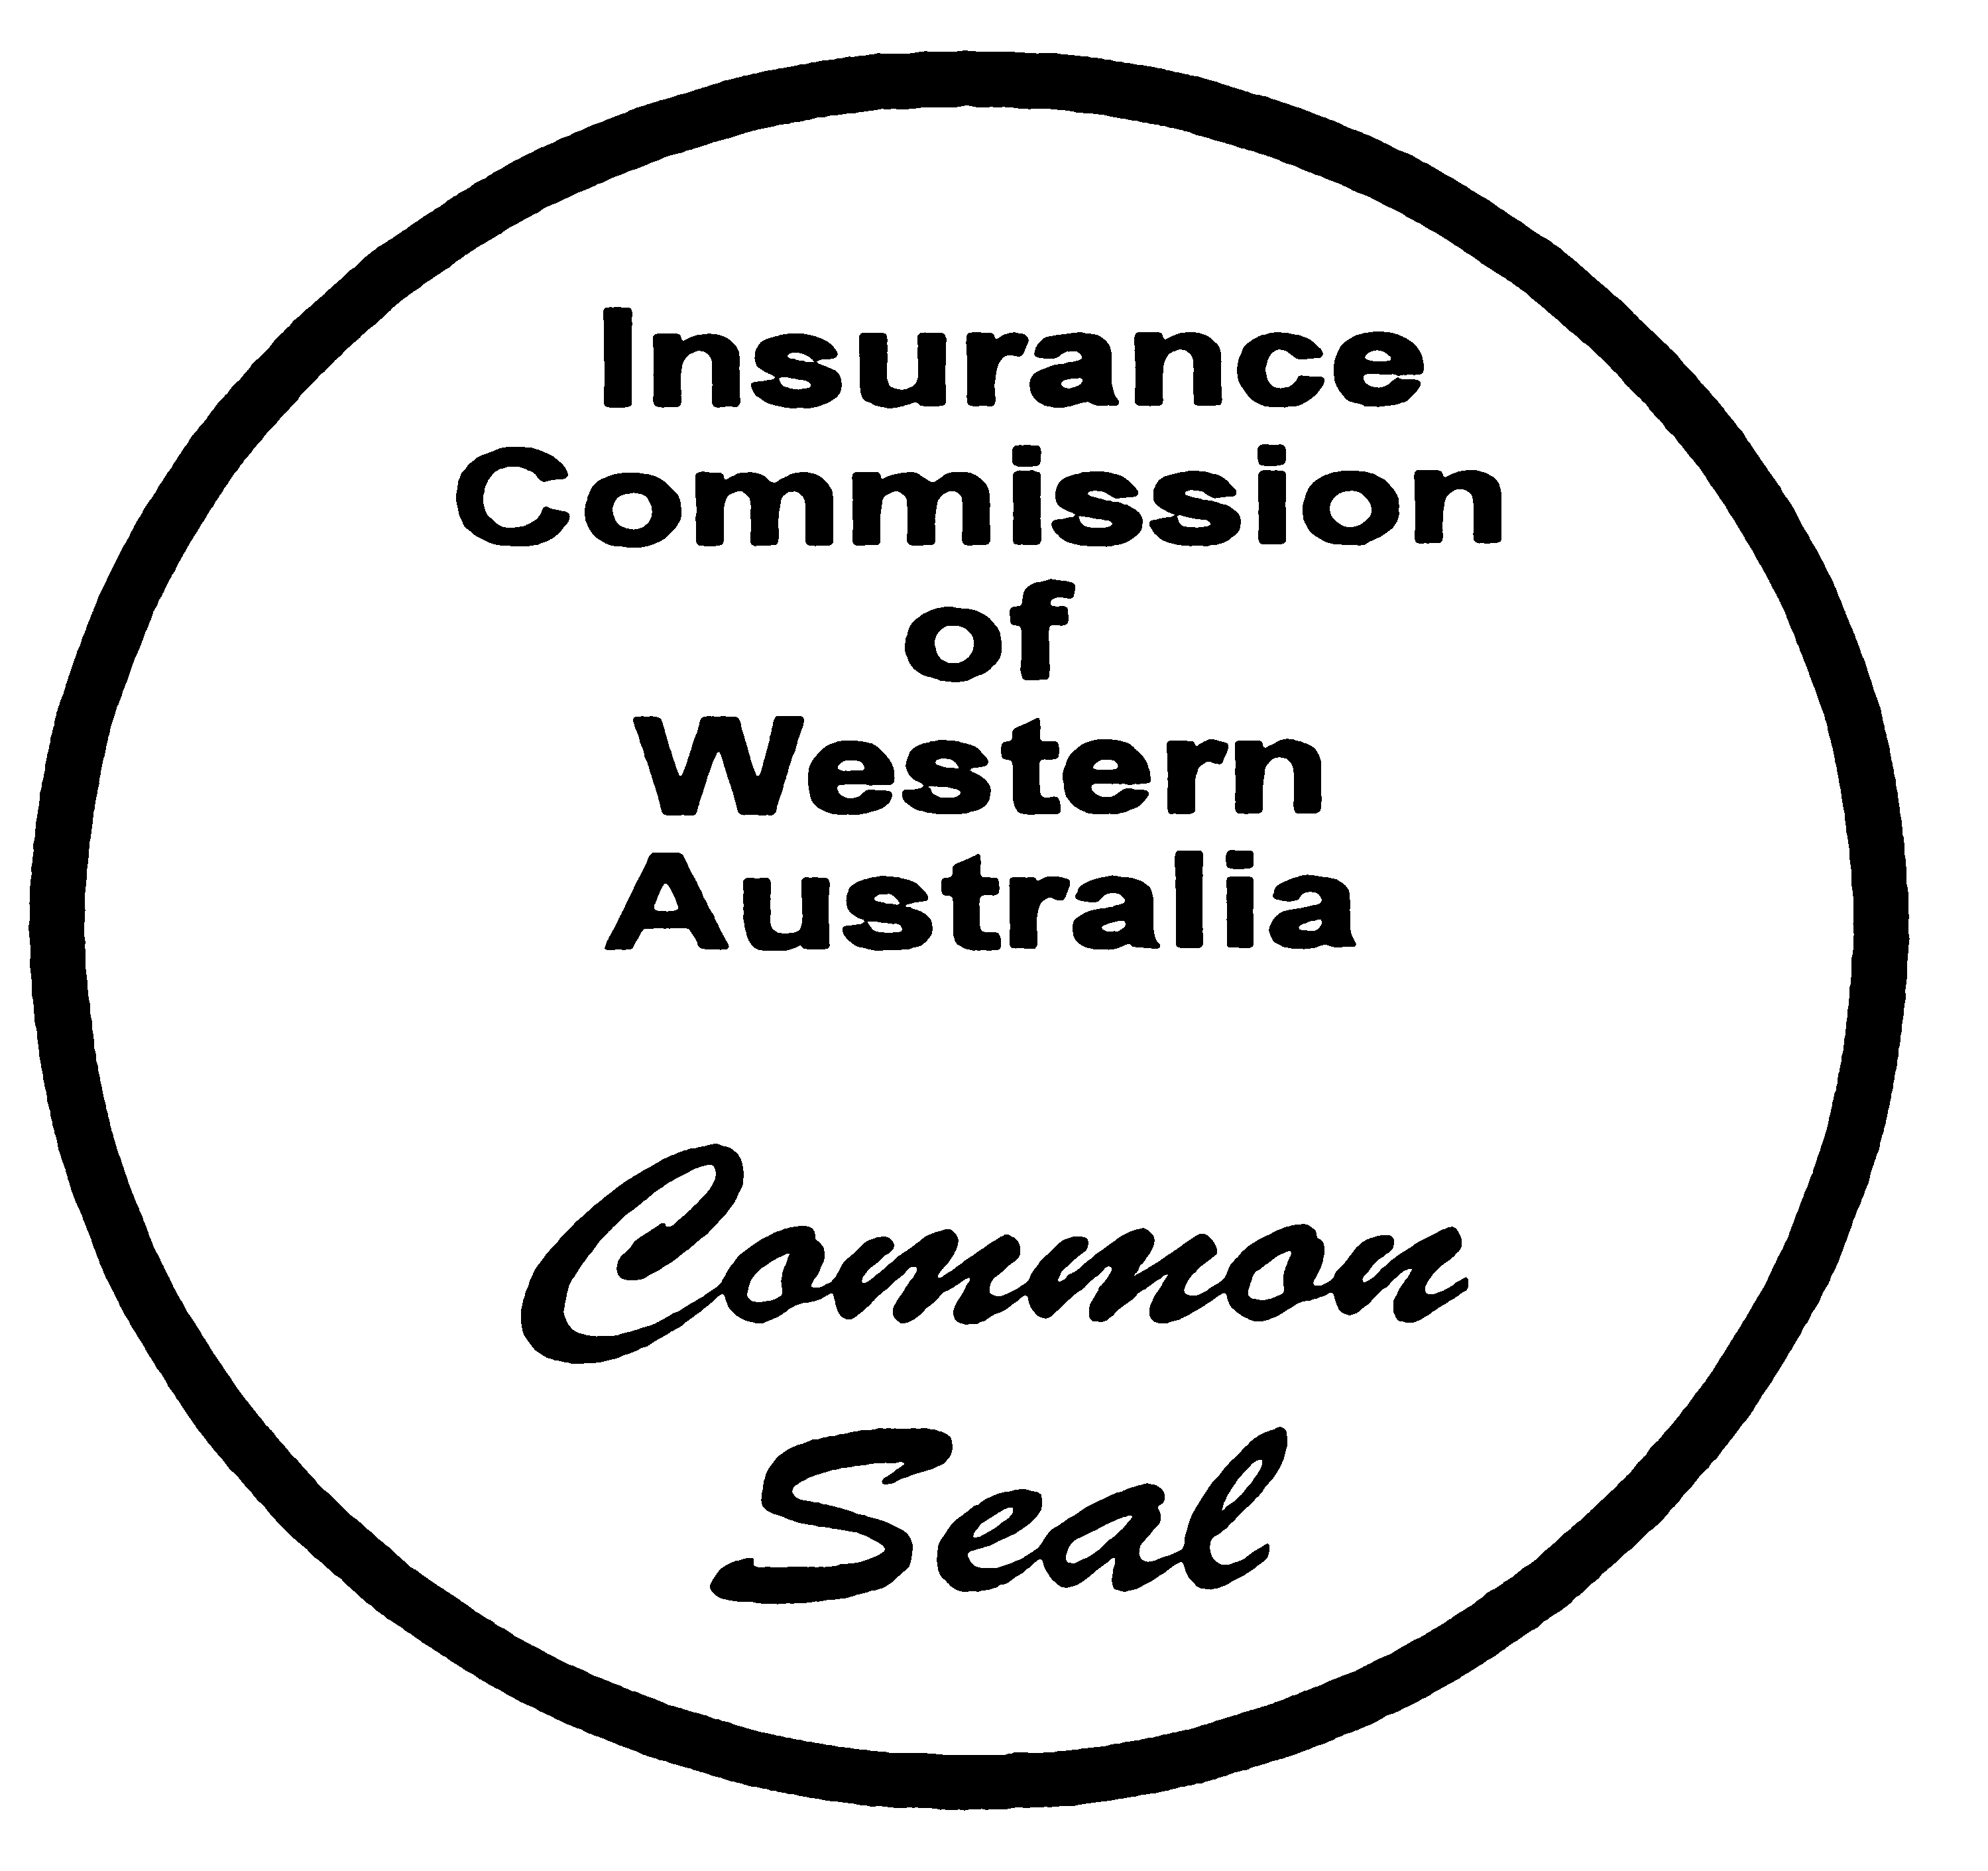 Insurance
Commission
of
Western
Australia
Common
Seal